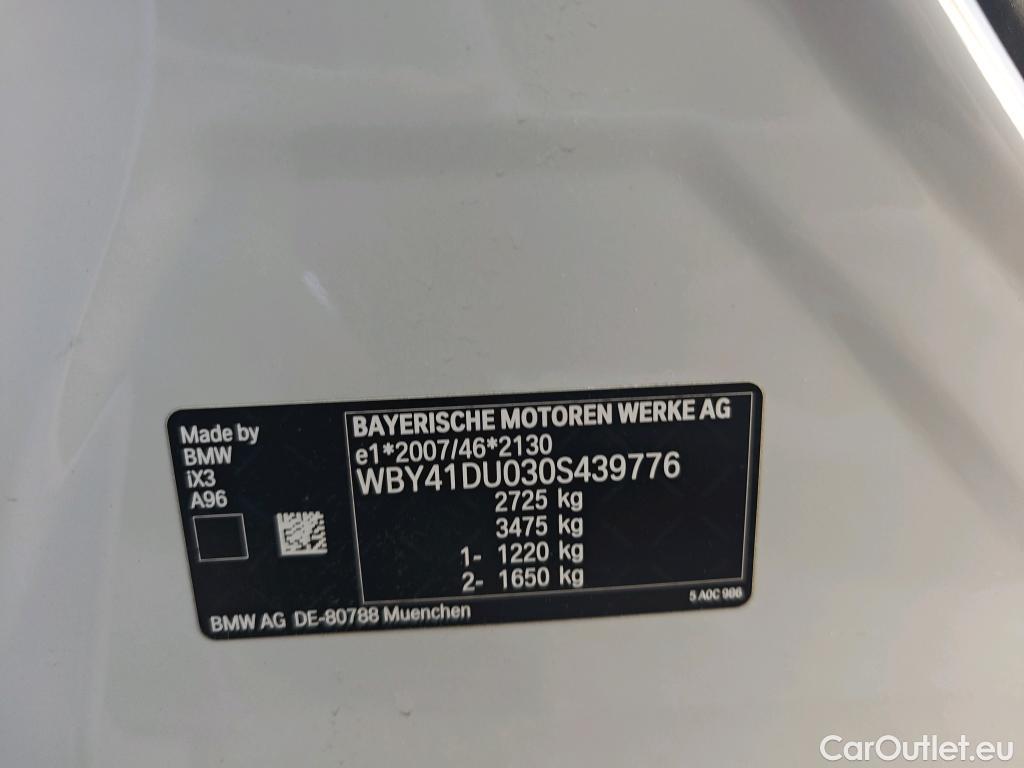 Made by
BMW
iX3
A96
BAYERISCHE MOTOREN WERKE AG
e1*2007/46*2130
WBY41DU030S439776
2725 kg
3475 kg
1- 1220 kg
2- 1650 kg
5 A0C 986
BMW AG DE-80788 Muenchen
CarOutlet.eu